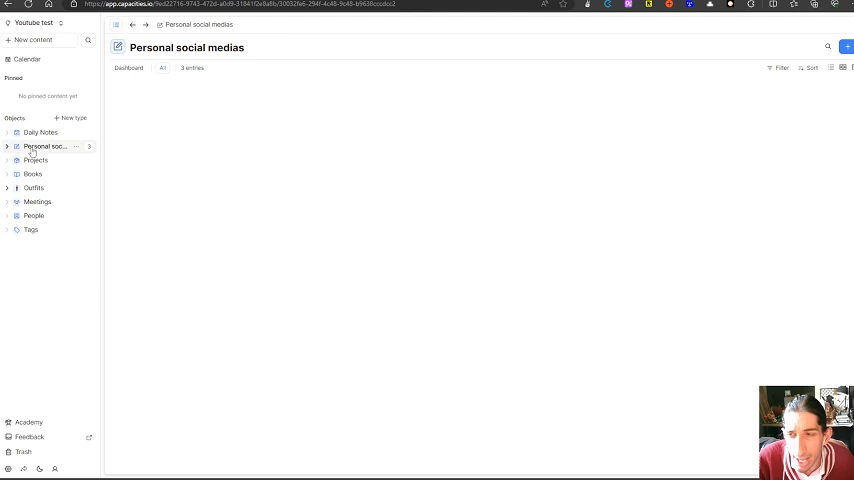 https://app.capacities.io/9ed22716-9743-472d-a0d9-31841f2e8a8b/30032fe6-294f-4c48-9c48-b9638cccdcc2
Youtube test
Personal social medias
New content
Personal social medias
Calendar
Dashboard
All
3 entries
Filter
Sort
Pinned
No pinned content yet
Objects
New type
Daily Notes
Personal soc... ... 3
Projects
Books
Outfits
Meetings
People
Tags
Academy
Feedback
Trash